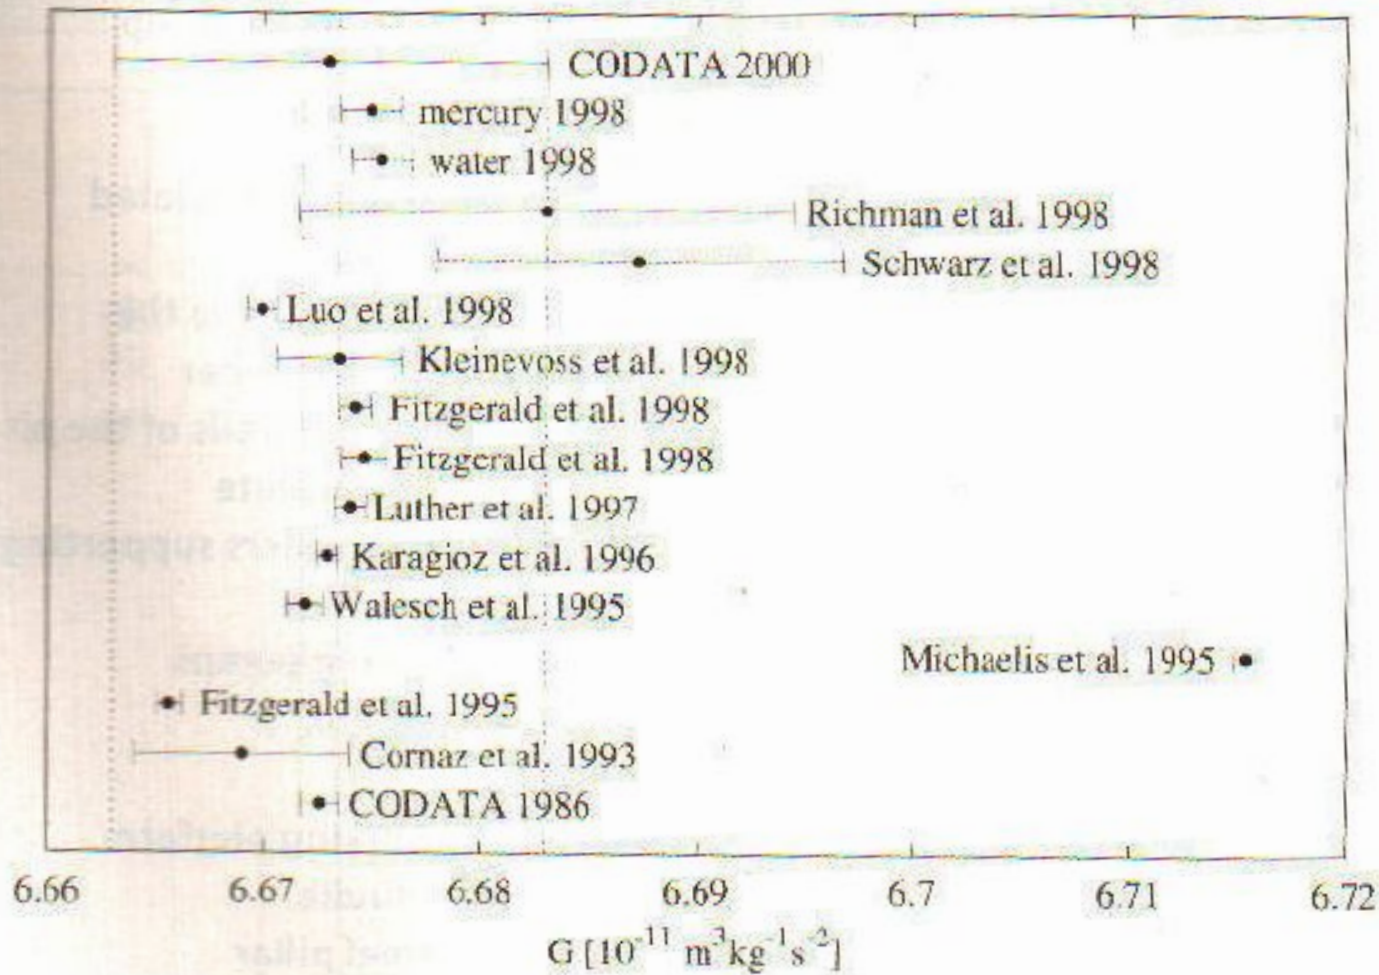 CODATA 2000
mercury 1998
water 1998
Richman et al. 1998
Schwarz et al. 1998
Luo et al. 1998
Kleinevoss et al. 1998
Fitzgerald et al. 1998
Fitzgerald et al. 1998
Luther et al. 1997
Karagioz et al. 1996
Walesch et al. 1995
Michaelis et al. 1995
Fitzgerald et al. 1995
Cornaz et al. 1993
CODATA 1986
6.66 6.67 6.68 6.69 6.7 6.71 6.72
G [10⁻¹¹ m³kg⁻¹s⁻²]